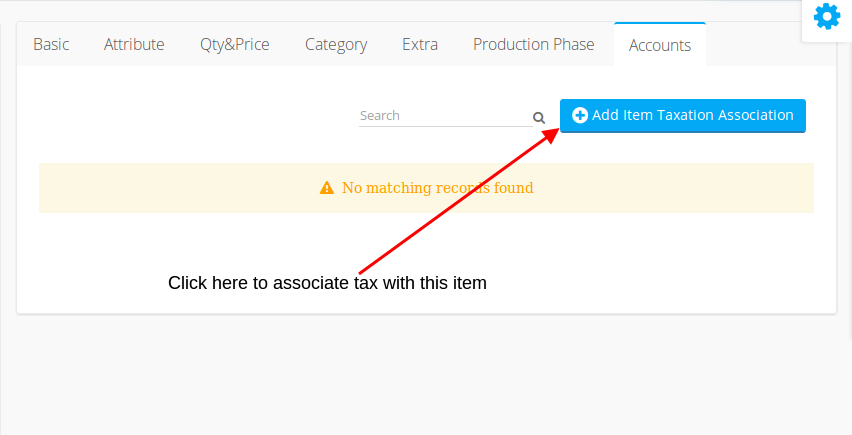 Basic Attribute Qty&Price Category Extra Production Phase Accounts
Search Add Item Taxation Association
No matching records found
Click here to associate tax with this item